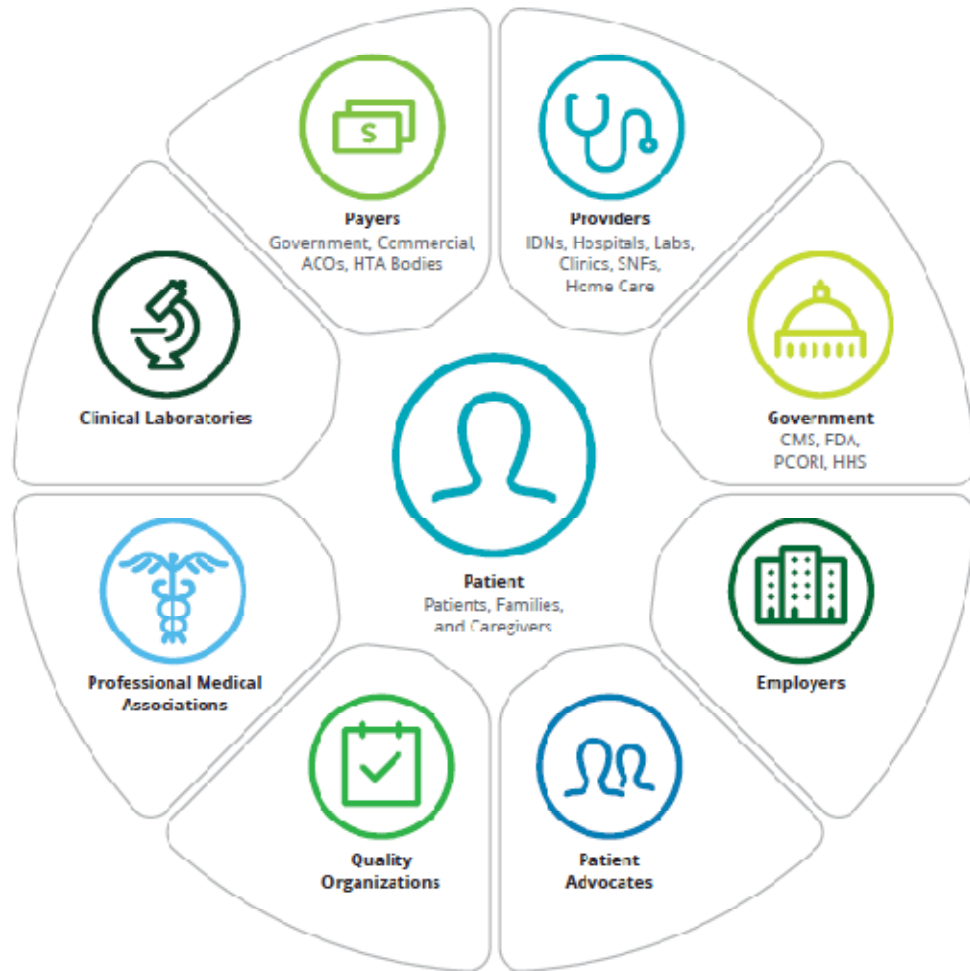 $
Payers
Government, Commercial,
ACOs, HTA Bodies
Providers
IDNs, Hospitals, Labs,
Clinics, SNFs,
Home Care
Clinical Laboratories
Government
CMS, FDA,
PCORI, HHS
Patient
Patients, Families,
and Caregivers
Professional Medical
Associations
Employers
Quality
Organizations
Patient
Advocates